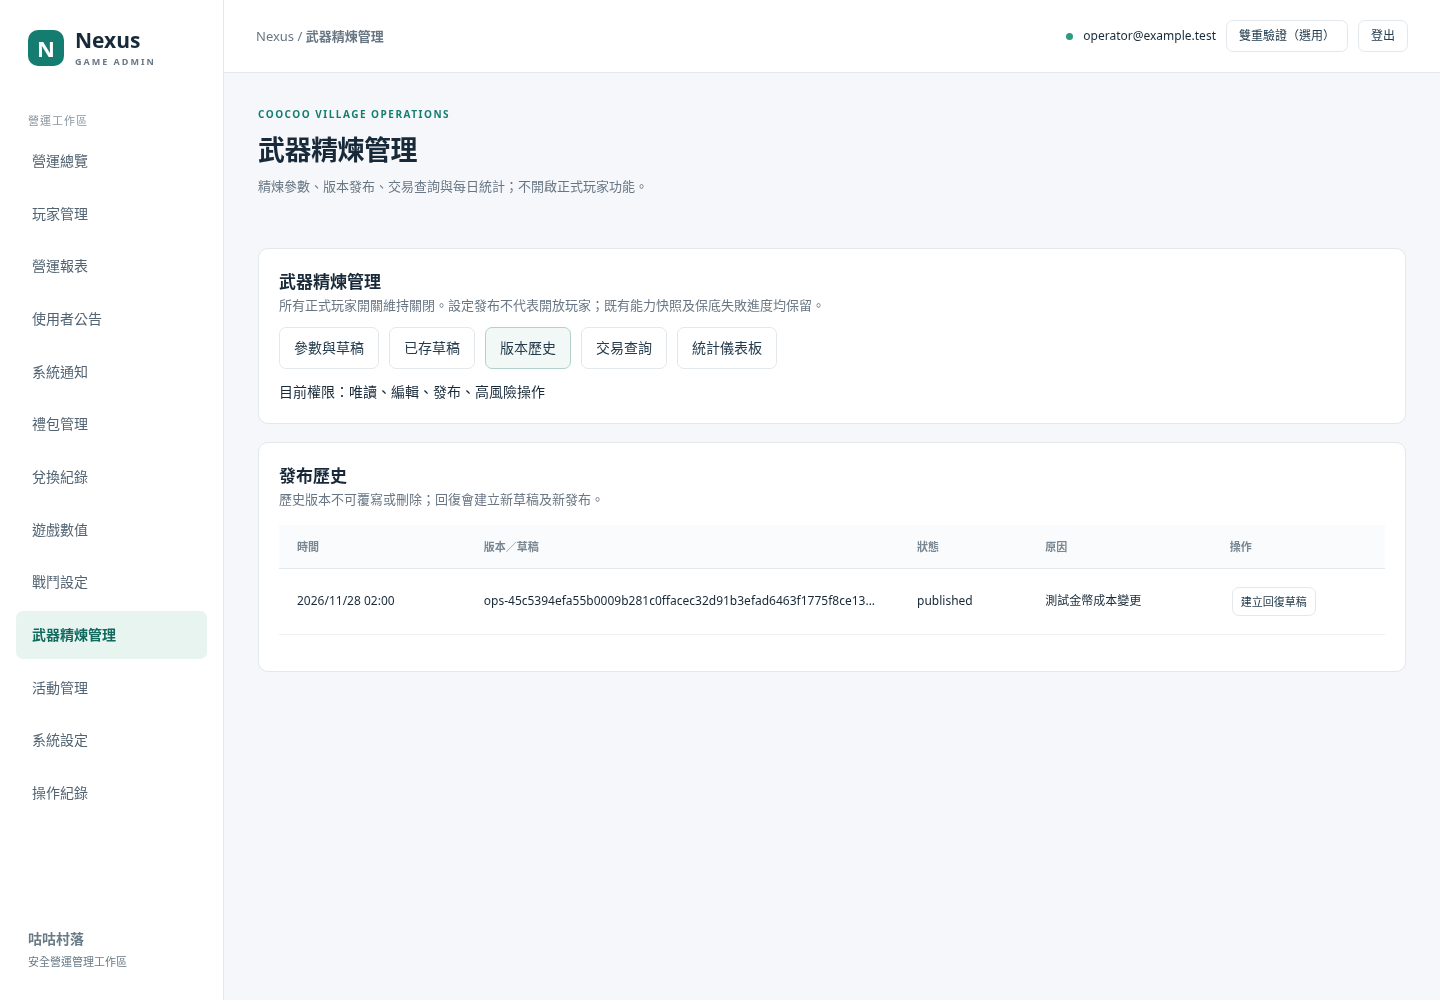 N
Nexus
GAME ADMIN
營運工作區
營運總覽
玩家管理
營運報表
使用者公告
系統通知
禮包管理
兌換紀錄
遊戲數值
戰鬥設定
武器精煉管理
活動管理
系統設定
操作紀錄
咕咕村落
安全營運管理工作區
Nexus / 武器精煉管理
operator@example.test
雙重驗證（選用）
登出
COOCOO VILLAGE OPERATIONS
武器精煉管理
精煉參數、版本發布、交易查詢與每日統計；不開啟正式玩家功能。
武器精煉管理
所有正式玩家開關維持關閉。設定發布不代表開放玩家；既有能力快照及保底失敗進度均保留。
參數與草稿
已存草稿
版本歷史
交易查詢
統計儀表板
目前權限：唯讀、編輯、發布、高風險操作
發布歷史
歷史版本不可覆寫或刪除；回復會建立新草稿及新發布。
時間 版本／草稿 狀態 原因 操作
2026/11/28 02:00 ops-45c5394efa55b0009b281c0ffacec32d91b3efad6463f1775f8ce13... published 測試金幣成本變更 建立回復草稿